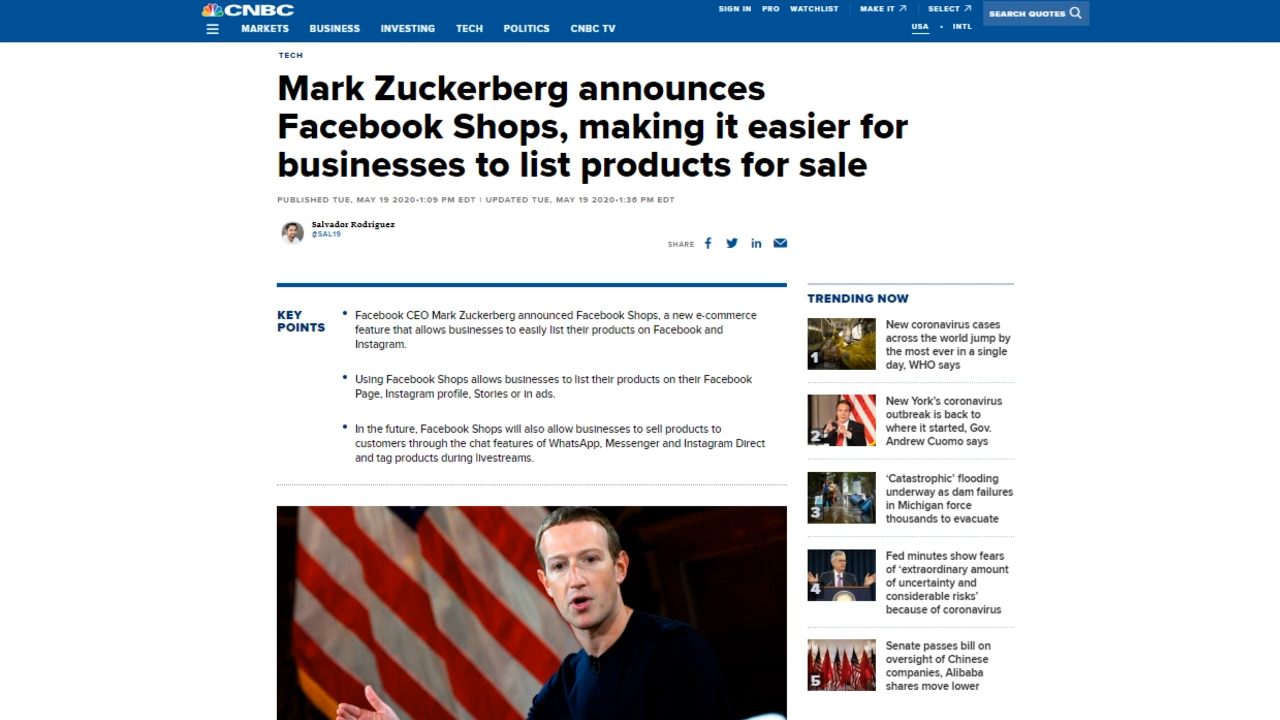 CNBC
SIGN IN PRO WATCHLIST MAKE IT SELECT
SEARCH QUOTES
MARKETS BUSINESS INVESTING TECH POLITICS CNBC TV
USA • INTL
TECH
Mark Zuckerberg announces
Facebook Shops, making it easier for
businesses to list products for sale
PUBLISHED TUE, MAY 19 2020•1:09 PM EDT | UPDATED TUE, MAY 19 2020•1:36 PM EDT
Salvador Rodriguez
@SAL19
SHARE
KEY
POINTS
• Facebook CEO Mark Zuckerberg announced Facebook Shops, a new e-commerce
feature that allows businesses to easily list their products on Facebook and
Instagram.
• Using Facebook Shops allows businesses to list their products on their Facebook
Page, Instagram profile, Stories or in ads.
• In the future, Facebook Shops will also allow businesses to sell products to
customers through the chat features of WhatsApp, Messenger and Instagram Direct
and tag products during livestreams.
TRENDING NOW
1
New coronavirus cases
across the world jump by
the most ever in a single
day, WHO says
2
New York's coronavirus
outbreak is back to
where it started, Gov.
Andrew Cuomo says
3
‘Catastrophic’ flooding
underway as dam failures
in Michigan force
thousands to evacuate
4
Fed minutes show fears
of ‘extraordinary amount
of uncertainty and
considerable risks’
because of coronavirus
5
Senate passes bill on
oversight of Chinese
companies, Alibaba
shares move lower